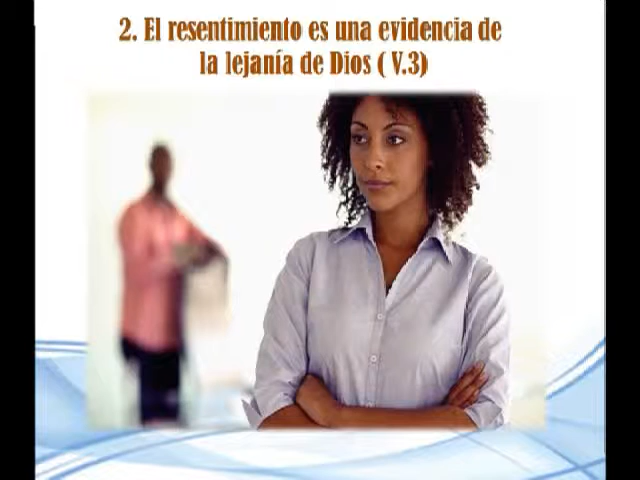 2. El resentimiento es una evidencia de
la lejanía de Dios ( V.3)